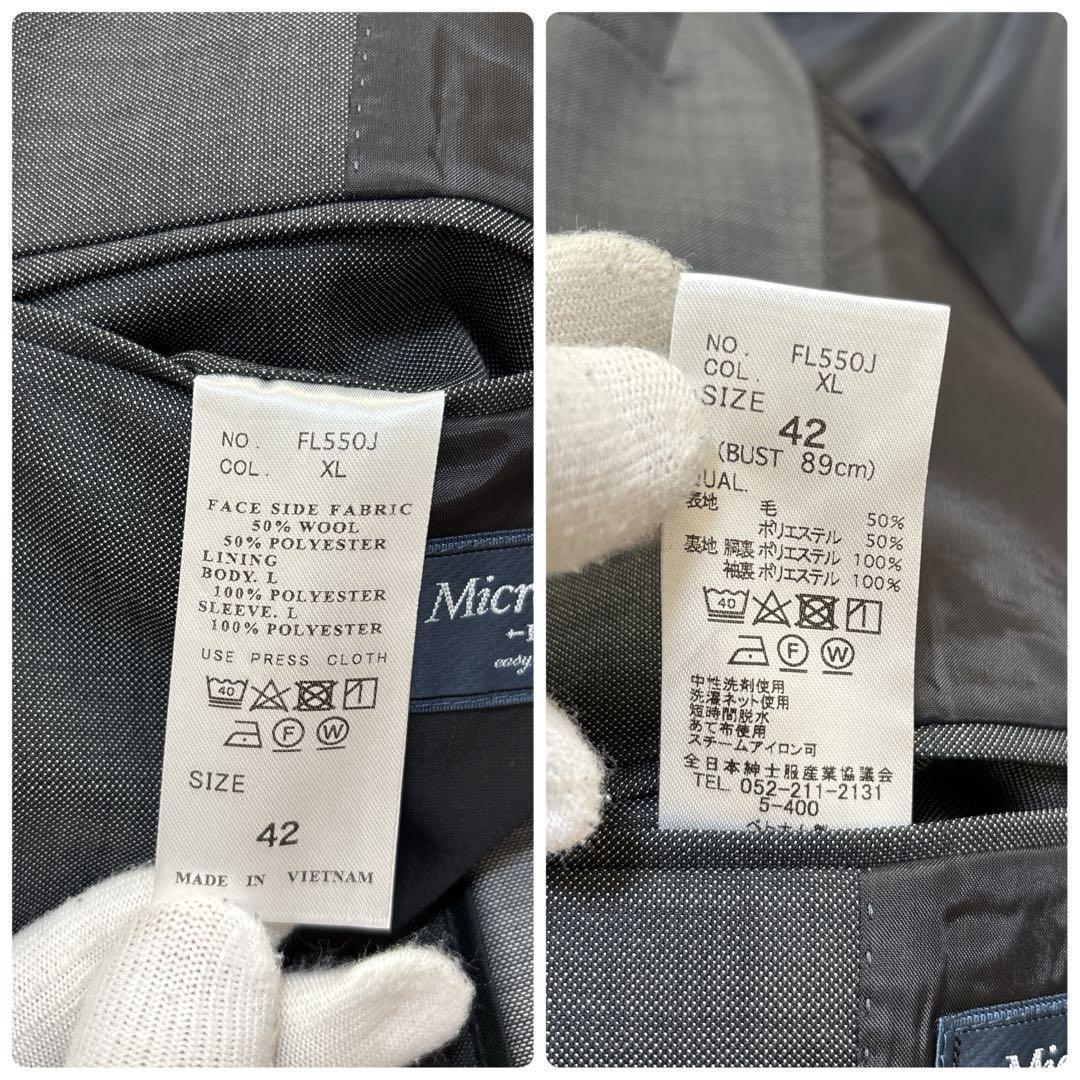 NO. FL550J
COL. XL
FACE SIDE FABRIC
50% WOOL
50% POLYESTER
LINING
BODY. L
100% POLYESTER
SLEEVE. L
100% POLYESTER
USE PRESS CLOTH
40
F W
SIZE
42
MADE IN VIETNAM
Micr
easy
NO. FL550J
COL. XL
SIZE
42
(BUST 89cm)
UAL.
表地 毛 50%
ポリエステル 50%
裏地 胴裏 ポリエステル 100%
袖裏 ポリエステル 100%
40
F W
中性洗剤使用
洗濯ネット使用
短時間脱水
あて布使用
スチームアイロン可
全日本紳士服産業協議会
TEL. 052-211-2131
5-400
ベトナム製